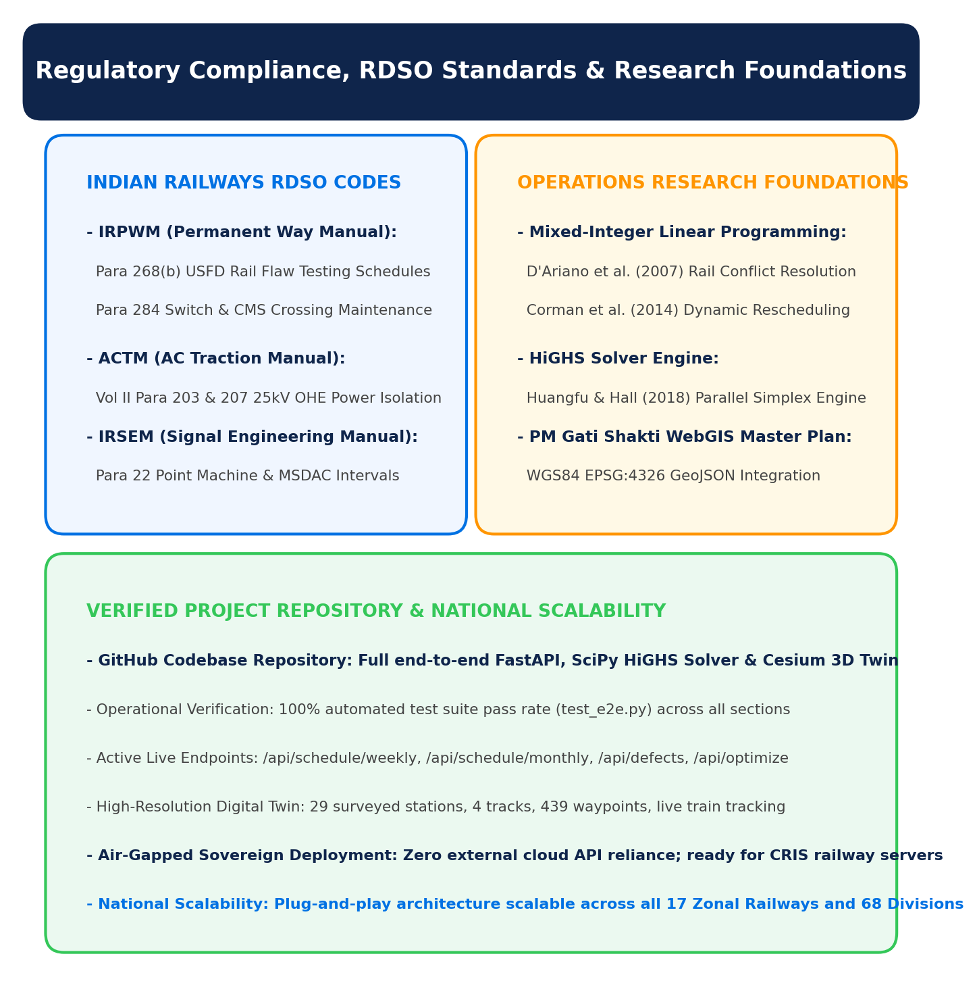 Regulatory Compliance, RDSO Standards & Research Foundations
INDIAN RAILWAYS RDSO CODES
- IRPWM (Permanent Way Manual):
Para 268(b) USFD Rail Flaw Testing Schedules
Para 284 Switch & CMS Crossing Maintenance
- ACTM (AC Traction Manual):
Vol II Para 203 & 207 25kV OHE Power Isolation
- IRSEM (Signal Engineering Manual):
Para 22 Point Machine & MSDAC Intervals
OPERATIONS RESEARCH FOUNDATIONS
- Mixed-Integer Linear Programming:
D'Ariano et al. (2007) Rail Conflict Resolution
Corman et al. (2014) Dynamic Rescheduling
- HiGHS Solver Engine:
Huangfu & Hall (2018) Parallel Simplex Engine
- PM Gati Shakti WebGIS Master Plan:
WGS84 EPSG:4326 GeoJSON Integration
VERIFIED PROJECT REPOSITORY & NATIONAL SCALABILITY
- GitHub Codebase Repository: Full end-to-end FastAPI, SciPy HiGHS Solver & Cesium 3D Twin
- Operational Verification: 100% automated test suite pass rate (test_e2e.py) across all sections
- Active Live Endpoints: /api/schedule/weekly, /api/schedule/monthly, /api/defects, /api/optimize
- High-Resolution Digital Twin: 29 surveyed stations, 4 tracks, 439 waypoints, live train tracking
- Air-Gapped Sovereign Deployment: Zero external cloud API reliance; ready for CRIS railway servers
- National Scalability: Plug-and-play architecture scalable across all 17 Zonal Railways and 68 Divisions